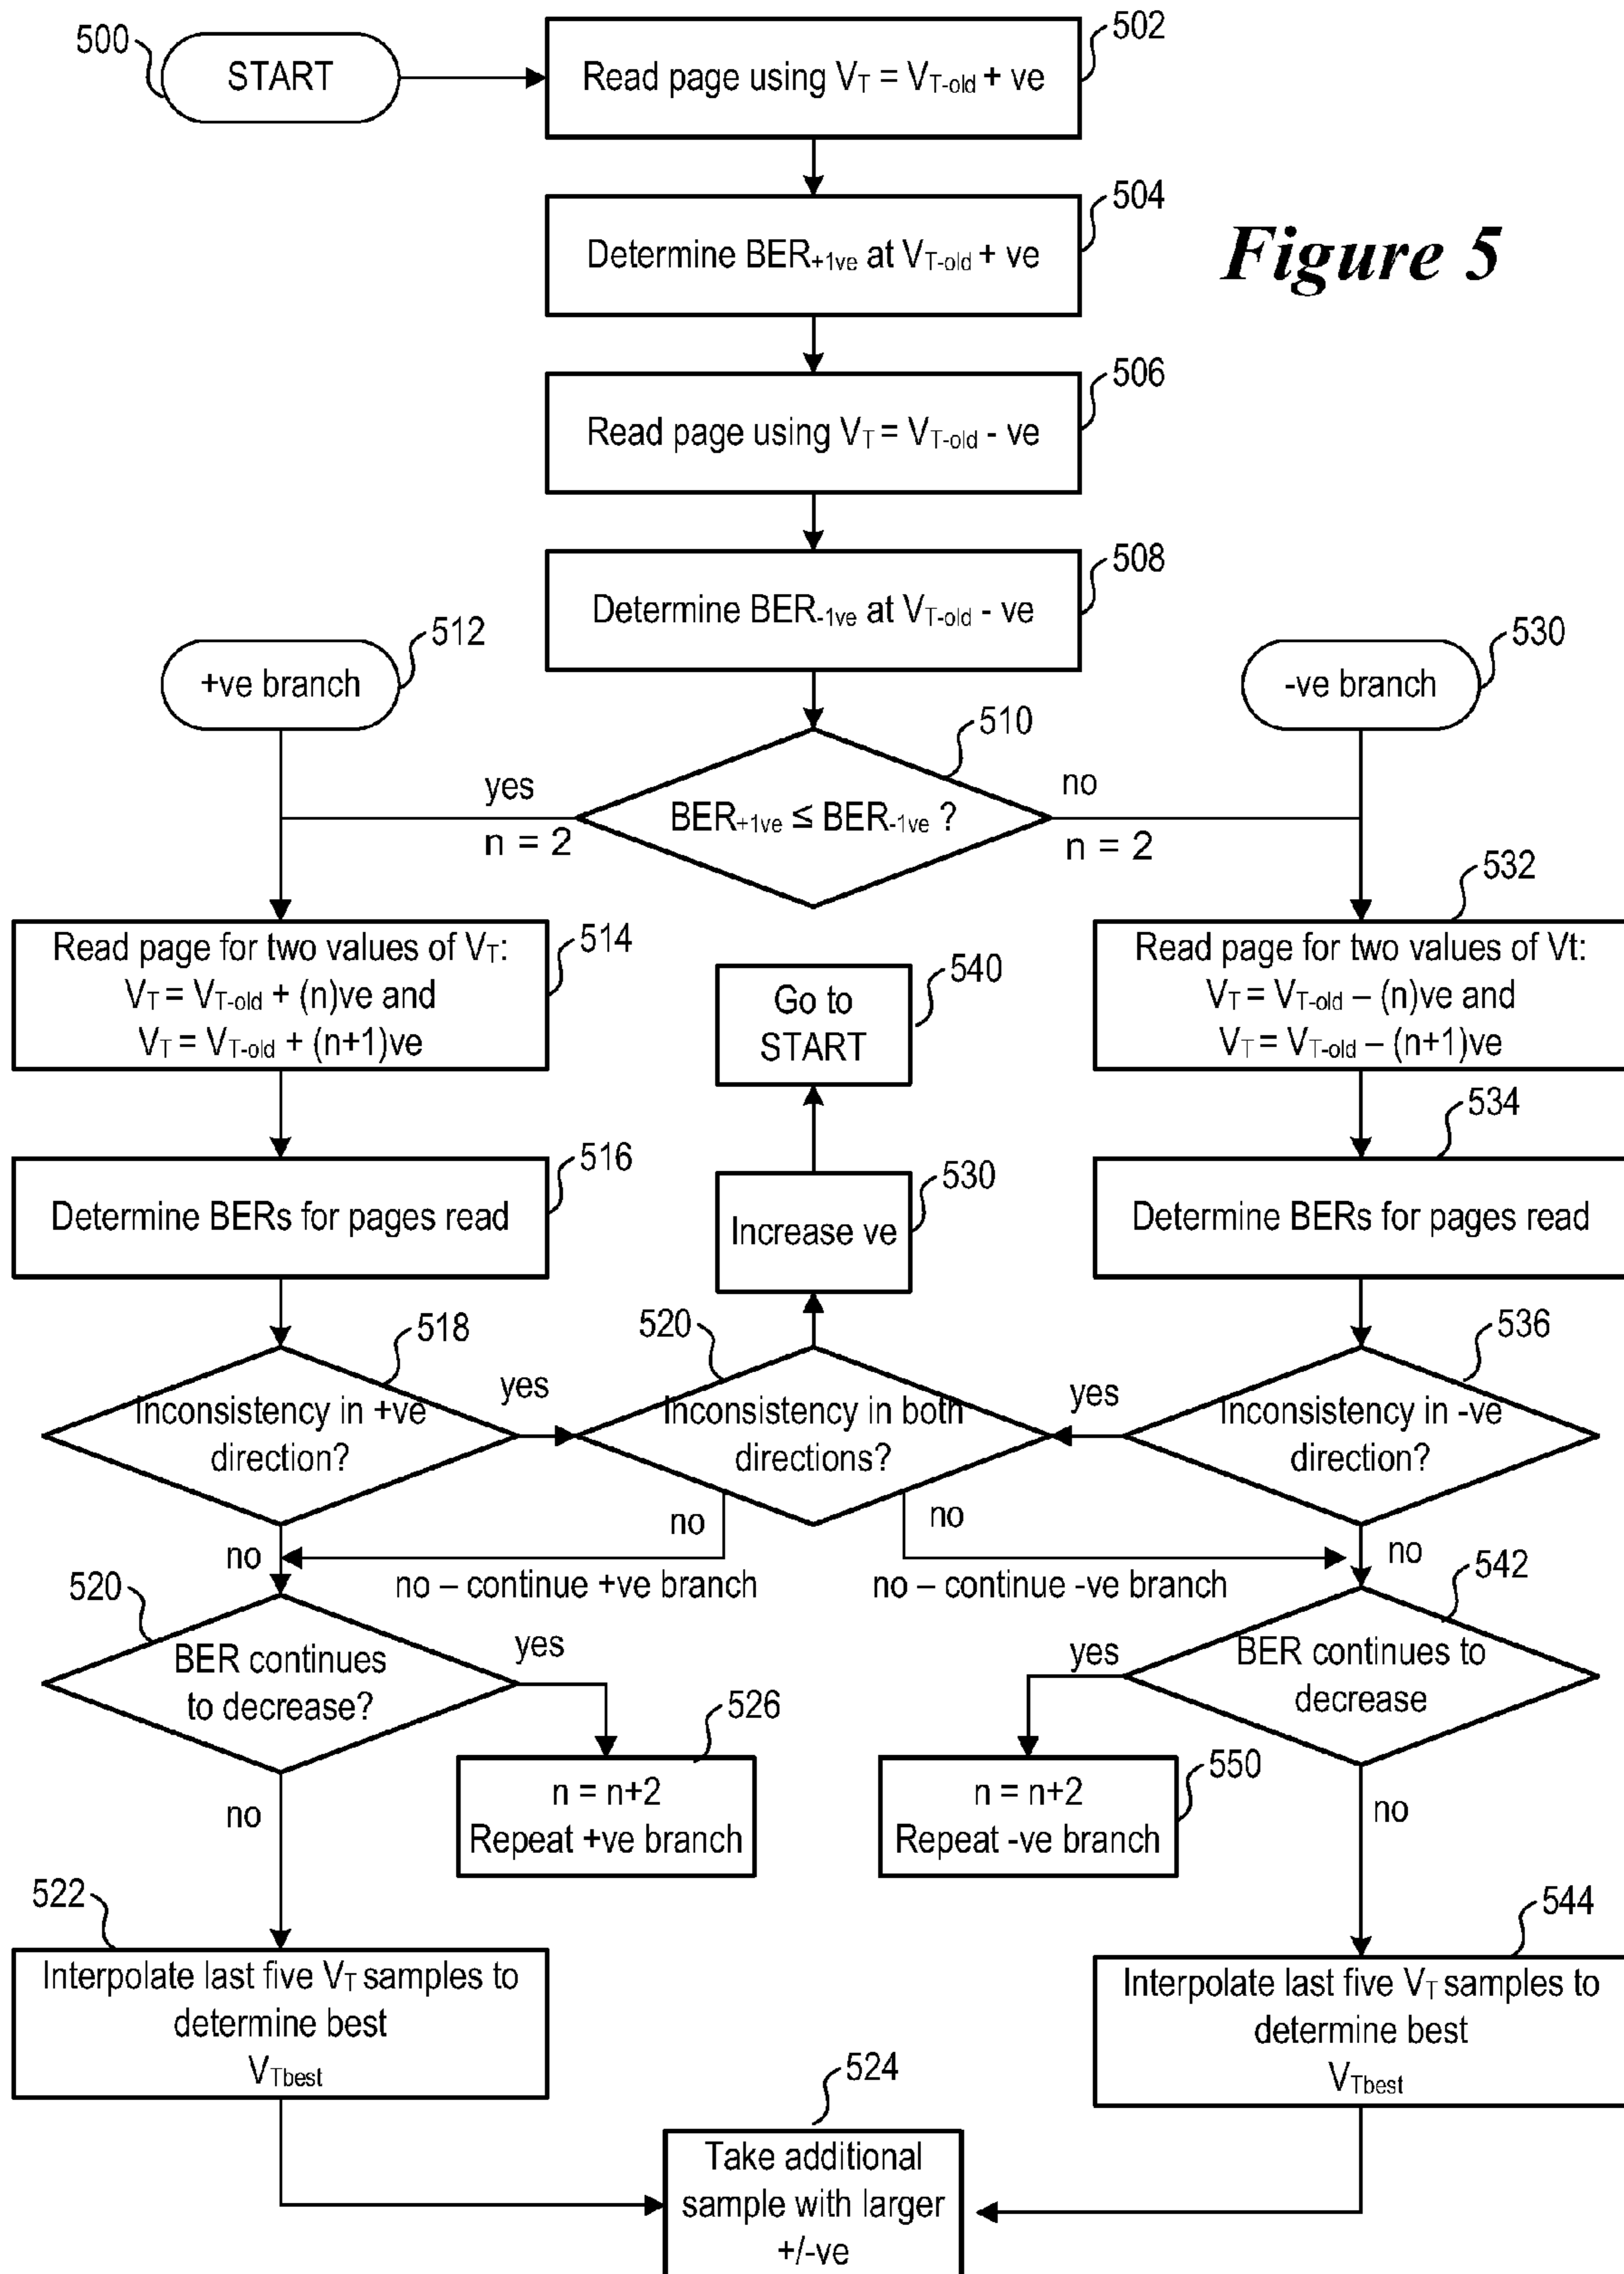 500
START
502
Read page using VT = VT-old + ve
504
Determine BER+1ve at VT-old + ve
Figure 5
506
Read page using VT = VT-old - ve
508
Determine BER-1ve at VT-old - ve
512
+ve branch
530
-ve branch
510
yes
n = 2
BER+1ve ≤ BER-1ve ?
no
n = 2
514
Read page for two values of VT:
VT = VT-old + (n)ve and
VT = VT-old + (n+1)ve
540
Go to
START
532
Read page for two values of Vt:
VT = VT-old – (n)ve and
VT = VT-old – (n+1)ve
516
Determine BERs for pages read
530
Increase ve
534
Determine BERs for pages read
518
Inconsistency in +ve
direction?
yes
520
Inconsistency in both
directions?
yes
536
Inconsistency in -ve
direction?
no
no
no – continue +ve branch
no
no – continue -ve branch
no
520
BER continues
to decrease?
yes
526
n = n+2
Repeat +ve branch
542
BER continues to
decrease
yes
550
n = n+2
Repeat -ve branch
no
no
522
Interpolate last five VT samples to
determine best
VTbest
544
Interpolate last five VT samples to
determine best
VTbest
524
Take additional
sample with larger
+/-ve